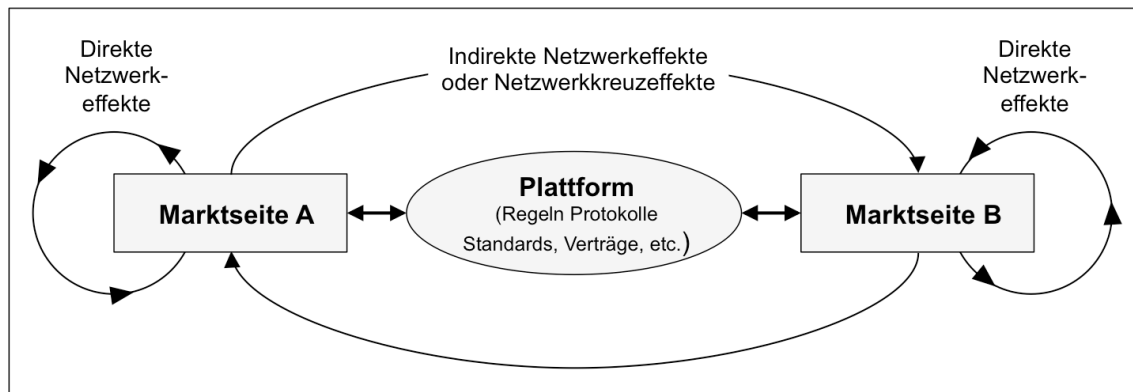 Direkte
Netzwerk-
effekte
Indirekte Netzwerkeffekte
oder Netzwerkkreuzeffekte
Direkte
Netzwerk-
effekte
Marktseite A
Plattform
(Regeln Protokolle
Standards, Verträge, etc.)
Marktseite B